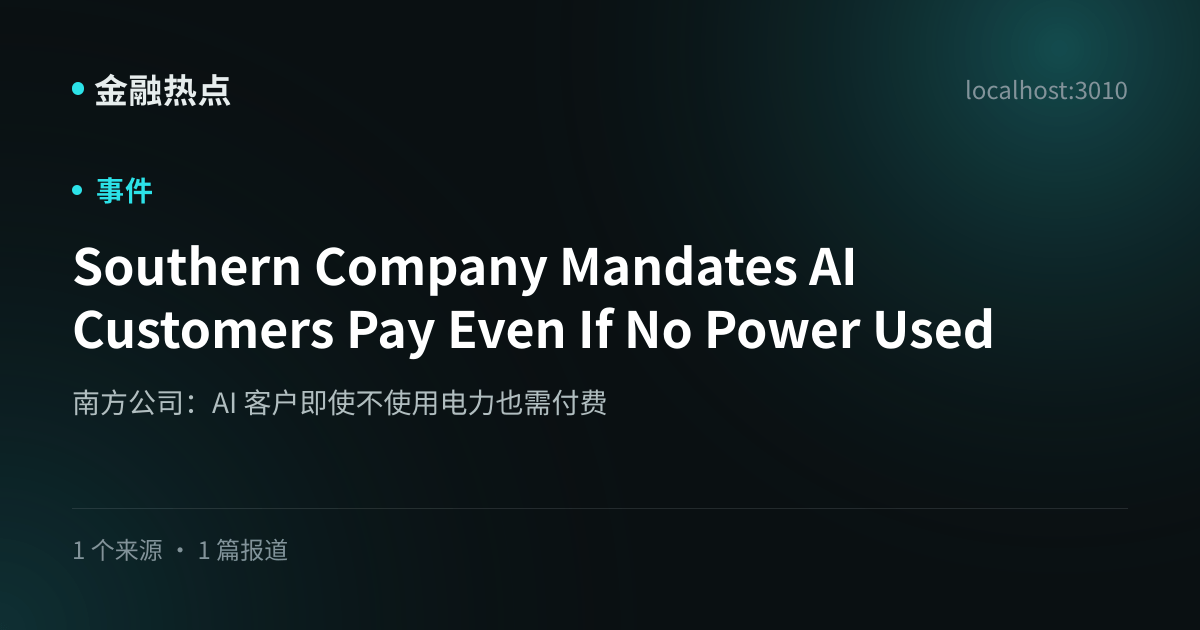 金融热点
localhost:3010
事件
Southern Company Mandates AI
Customers Pay Even If No Power Used
南方公司：AI 客户即使不使用电力也需付费
1 个来源 · 1 篇报道